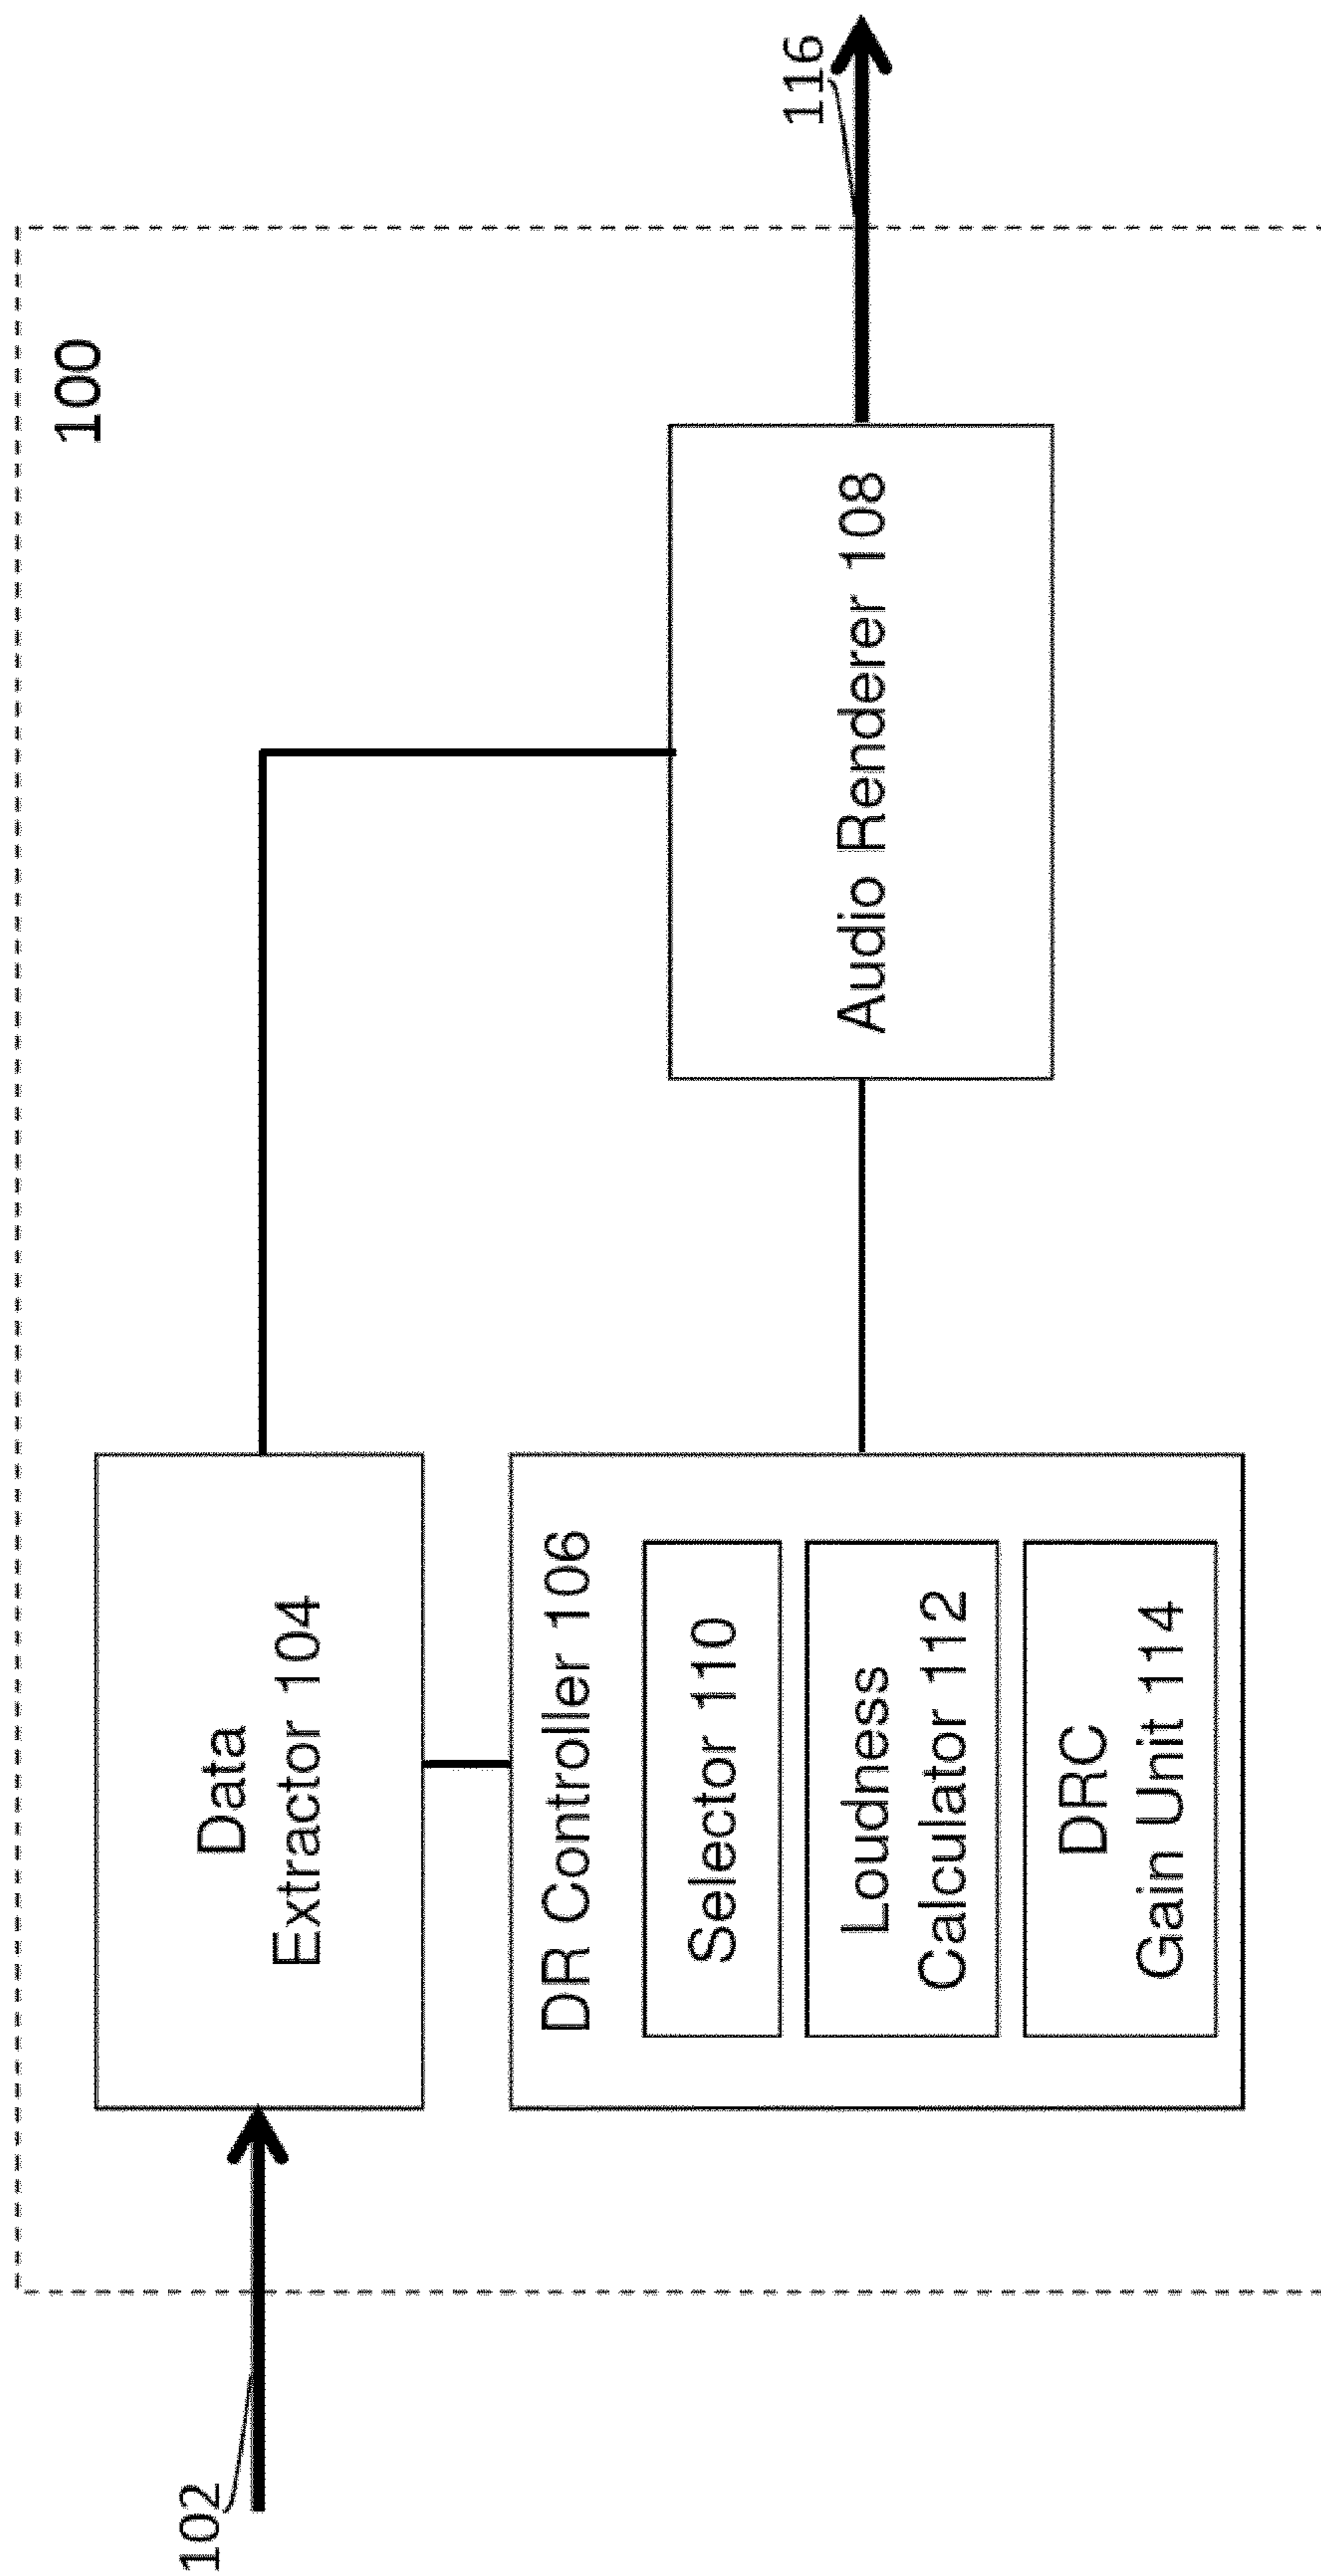 100
102
Data
Extractor 104
DR Controller 106
Selector 110
Loudness
Calculator 112
DRC
Gain Unit 114
Audio Renderer 108
116